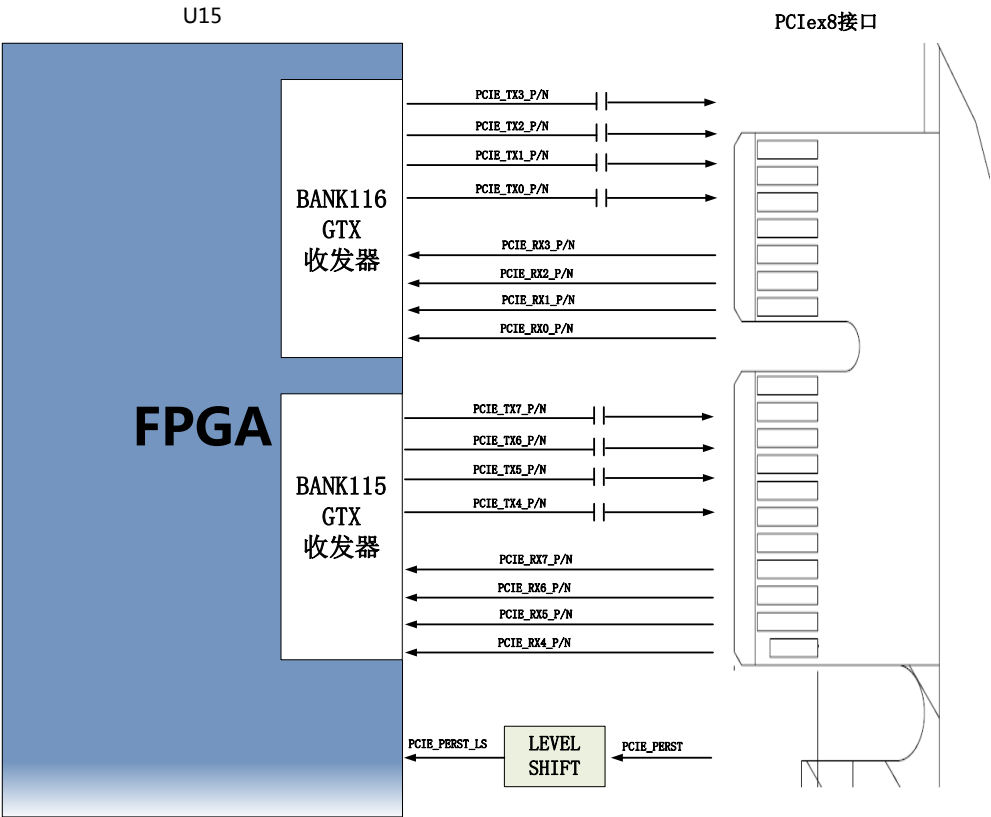 U15
PCIex8接口
PCIE_TX3_P/N
PCIE_TX2_P/N
PCIE_TX1_P/N
PCIE_TX0_P/N
BANK116
GTX
收发器
PCIE_RX3_P/N
PCIE_RX2_P/N
PCIE_RX1_P/N
PCIE_RX0_P/N
FPGA
PCIE_TX7_P/N
PCIE_TX6_P/N
PCIE_TX5_P/N
PCIE_TX4_P/N
BANK115
GTX
收发器
PCIE_RX7_P/N
PCIE_RX6_P/N
PCIE_RX5_P/N
PCIE_RX4_P/N
PCIE_PERST_LS
LEVEL
SHIFT
PCIE_PERST